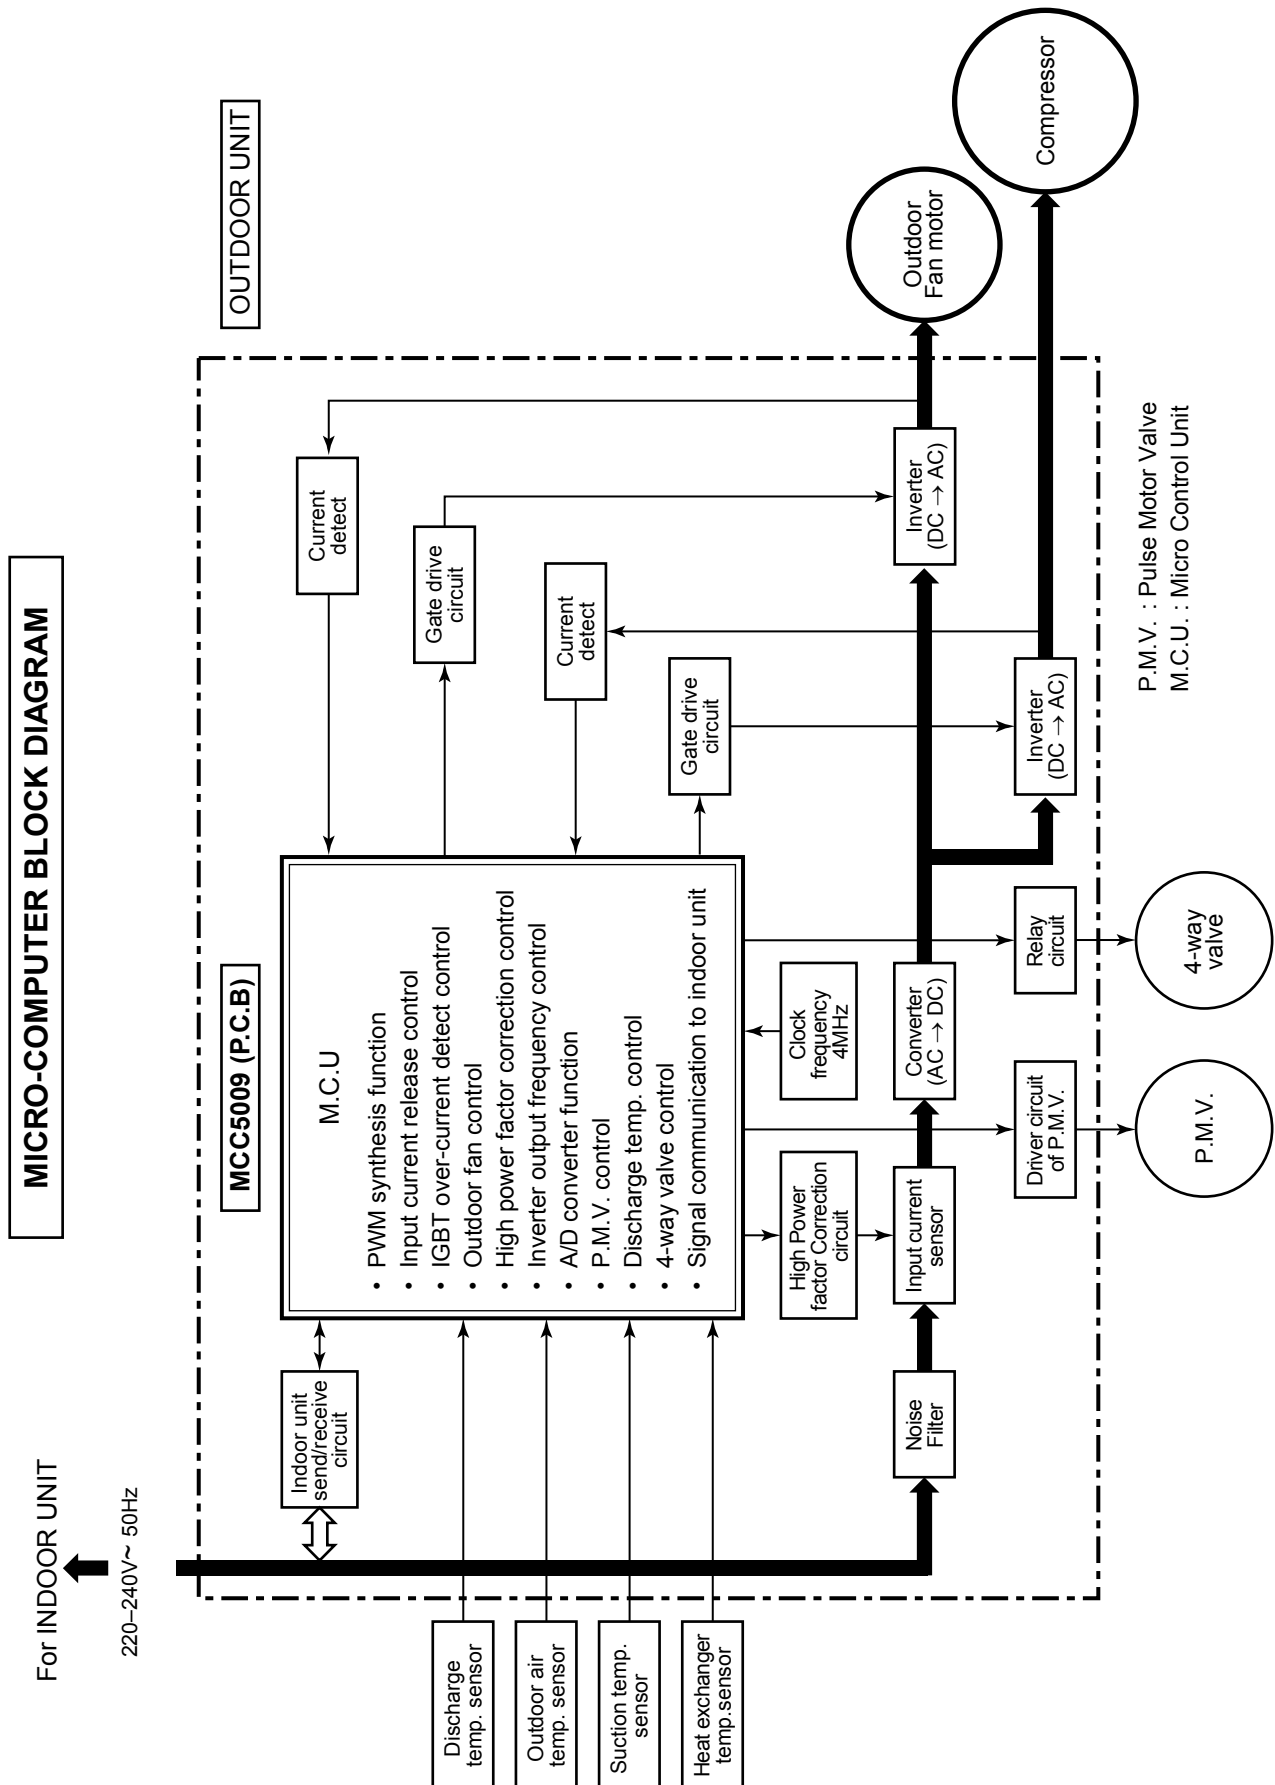 MICRO-COMPUTER BLOCK DIAGRAM
For INDOOR UNIT
220–240V~ 50Hz
MCC5009 (P.C.B)
OUTDOOR UNIT
Indoor unit
send/receive
circuit
M.C.U
• PWM synthesis function
• Input current release control
• IGBT over-current detect control
• Outdoor fan control
• High power factor correction control
• Inverter output frequency control
• A/D converter function
• P.M.V. control
• Discharge temp. control
• 4-way valve control
• Signal communication to indoor unit
Current
detect
Gate drive
circuit
Current
detect
Gate drive
circuit
Discharge
temp. sensor
Outdoor air
temp. sensor
Suction temp.
sensor
Heat exchanger
temp.sensor
High Power
factor Correction
circuit
Clock
frequency
4MHz
Noise
Filter
Input current
sensor
Converter
(AC → DC)
Inverter
(DC → AC)
Outdoor
Fan motor
Driver circuit
of P.M.V.
Relay
circuit
Inverter
(DC → AC)
Compressor
P.M.V.
4-way
valve
P.M.V. : Pulse Motor Valve
M.C.U. : Micro Control Unit